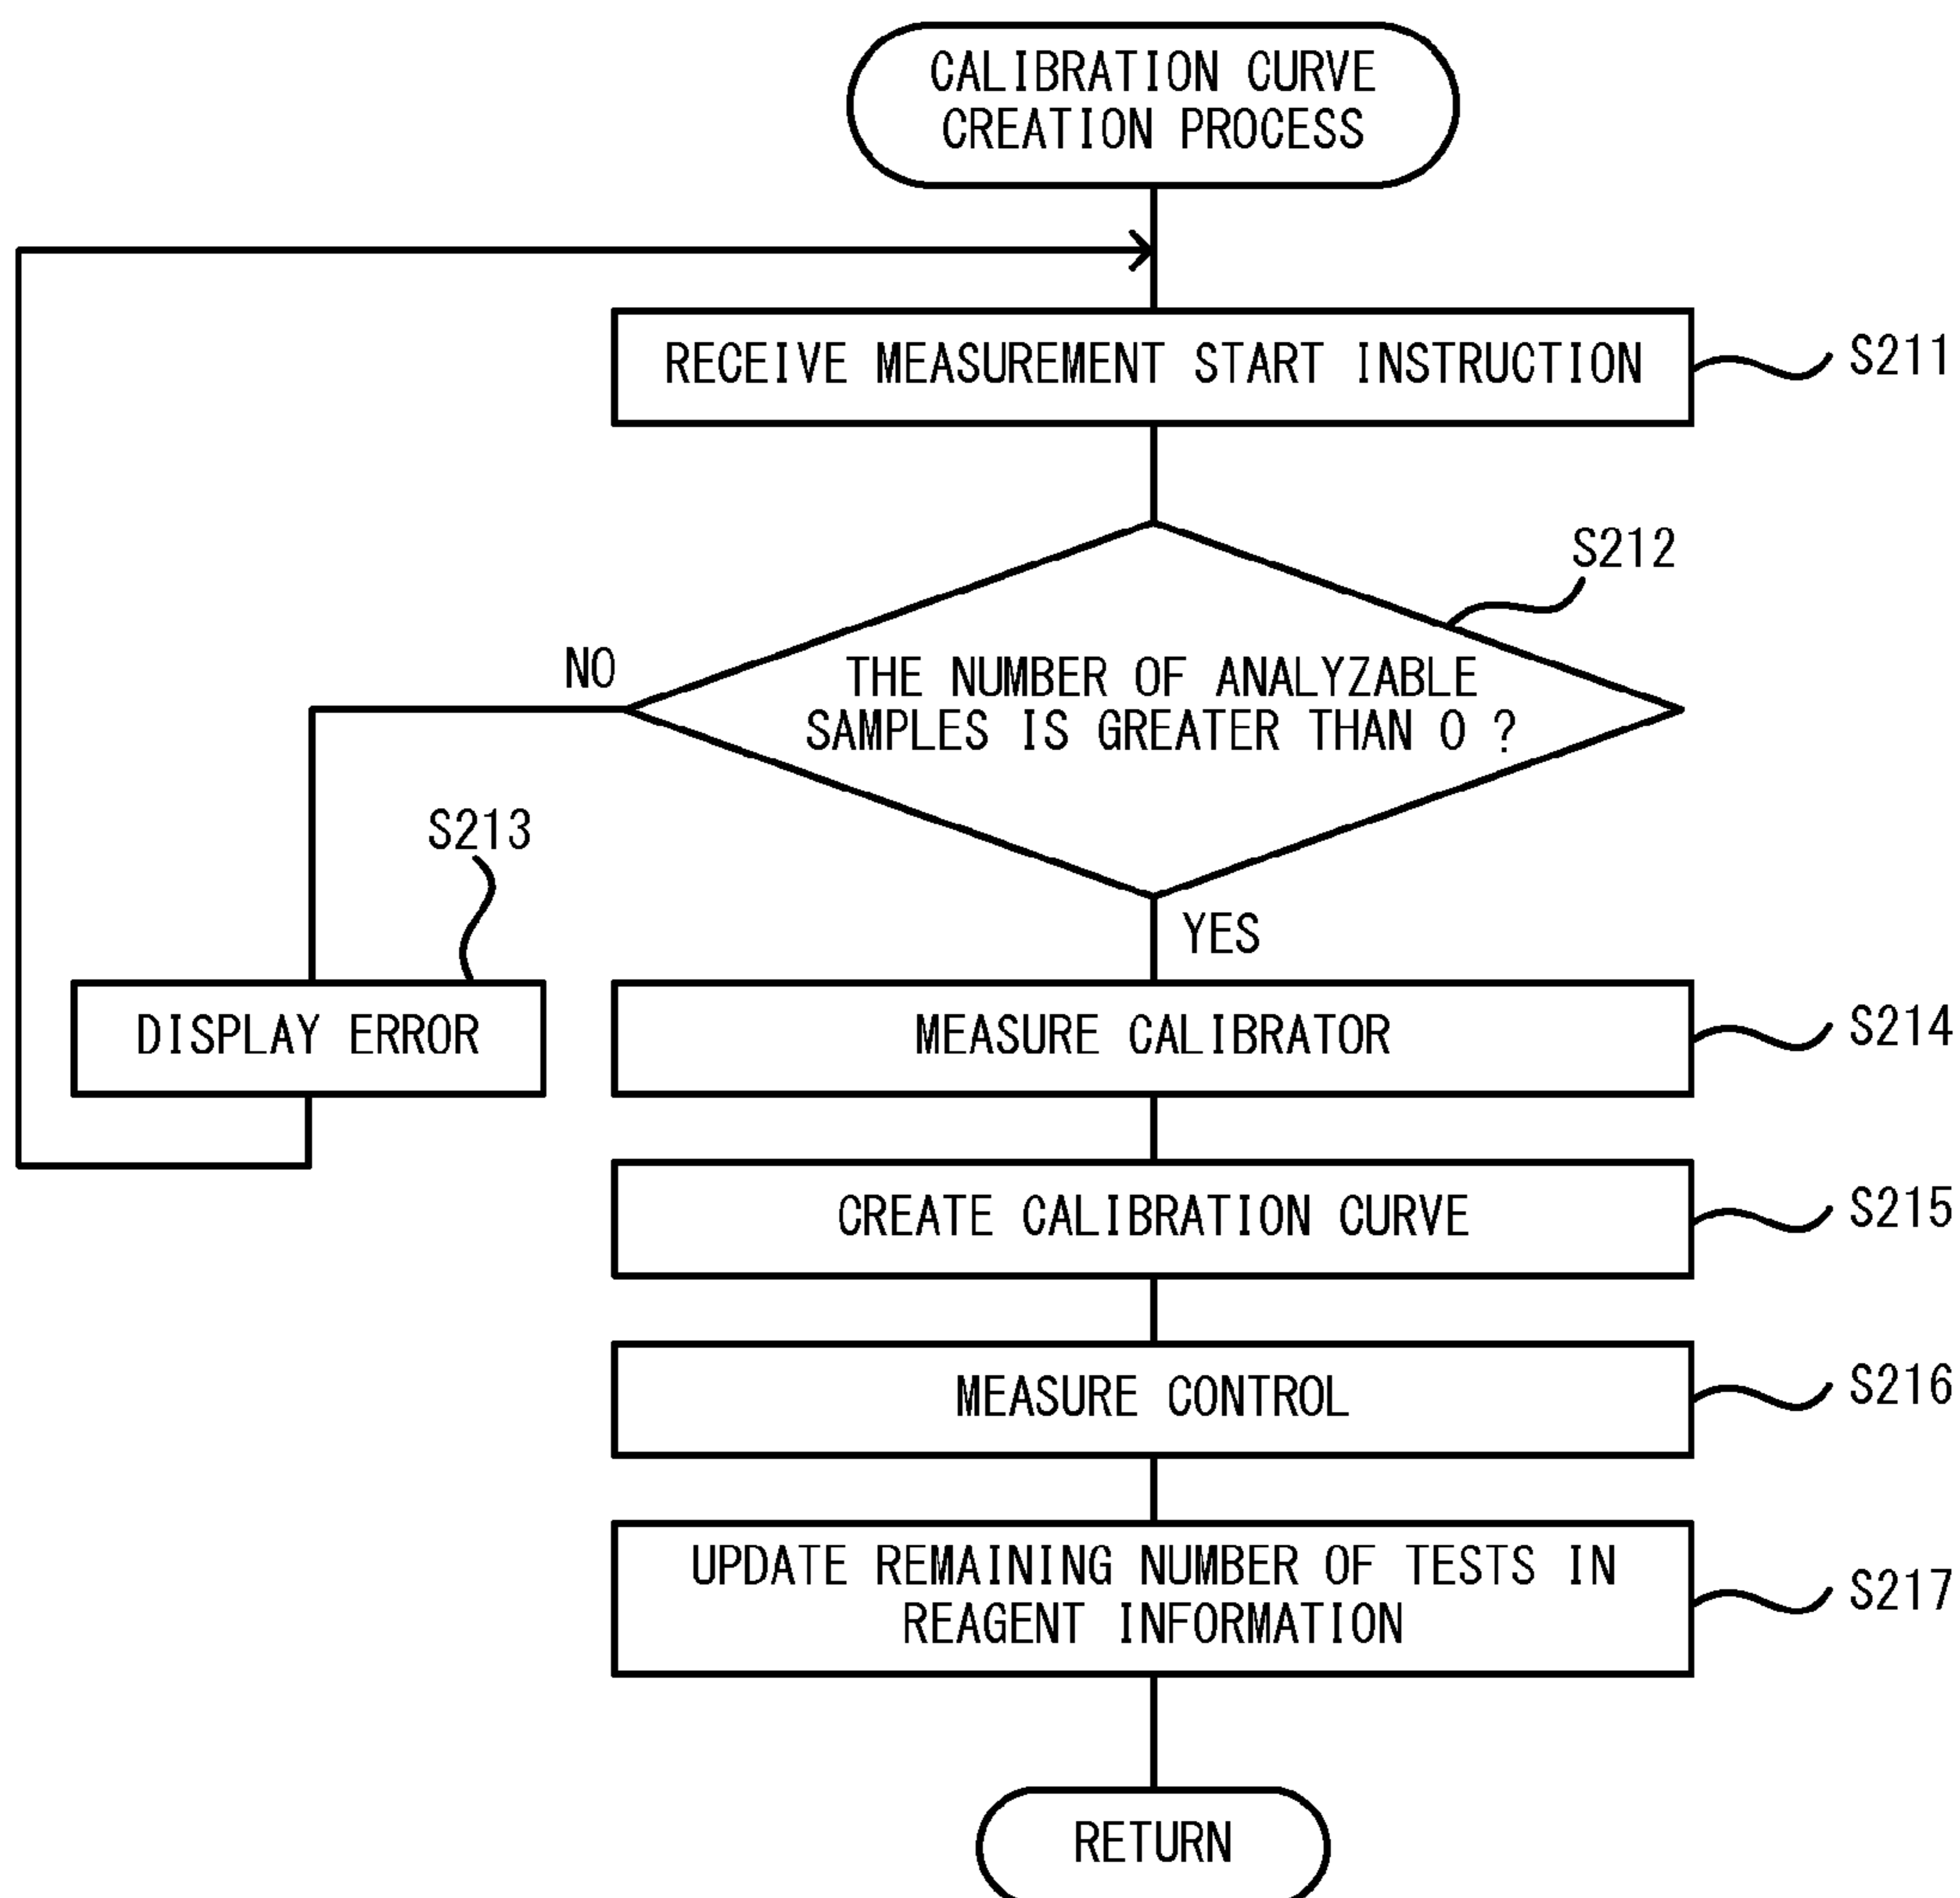 CALIBRATION CURVE
CREATION PROCESS
RECEIVE MEASUREMENT START INSTRUCTION
S211
S212
NO
THE NUMBER OF ANALYZABLE
SAMPLES IS GREATER THAN 0 ?
S213
YES
DISPLAY ERROR
MEASURE CALIBRATOR
S214
CREATE CALIBRATION CURVE
S215
MEASURE CONTROL
S216
UPDATE REMAINING NUMBER OF TESTS IN
REAGENT INFORMATION
S217
RETURN